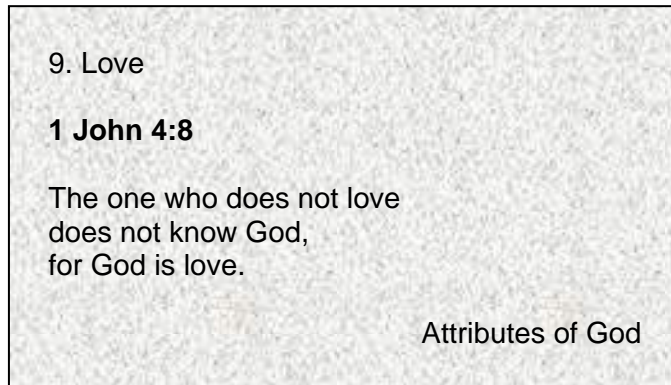 9. Love
1 John 4:8
The one who does not love
does not know God,
for God is love.
Attributes of God